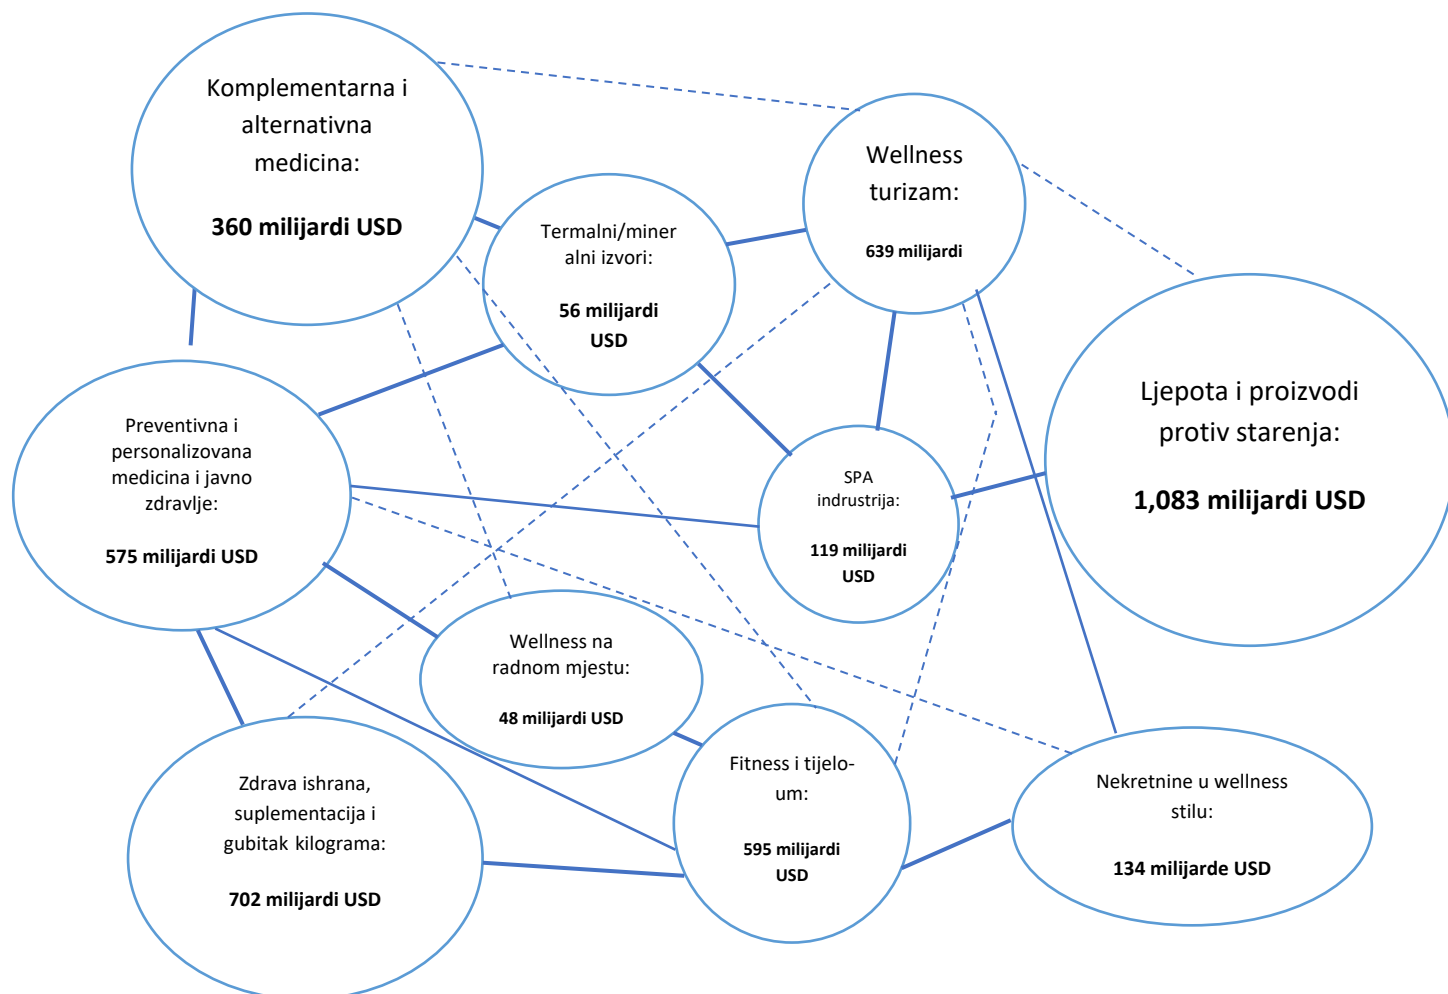 Komplementarna i
alternativna
medicina:
360 milijardi USD
Wellness
turizam:
639 milijardi
Termalni/miner
alni izvori:
56 milijardi
USD
Ljepota i proizvodi
protiv starenja:
1,083 milijardi USD
Preventivna i
personalizovana
medicina i javno
zdravlje:
575 milijardi USD
SPA
indrustrija:
119 milijardi
USD
Wellness na
radnom mjestu:
48 milijardi USD
Zdrava ishrana,
suplementacija i
gubitak kilograma:
702 milijardi USD
Fitness i tijelo-
um:
595 milijardi
USD
Nekretnine u wellness
stilu:
134 milijarde USD